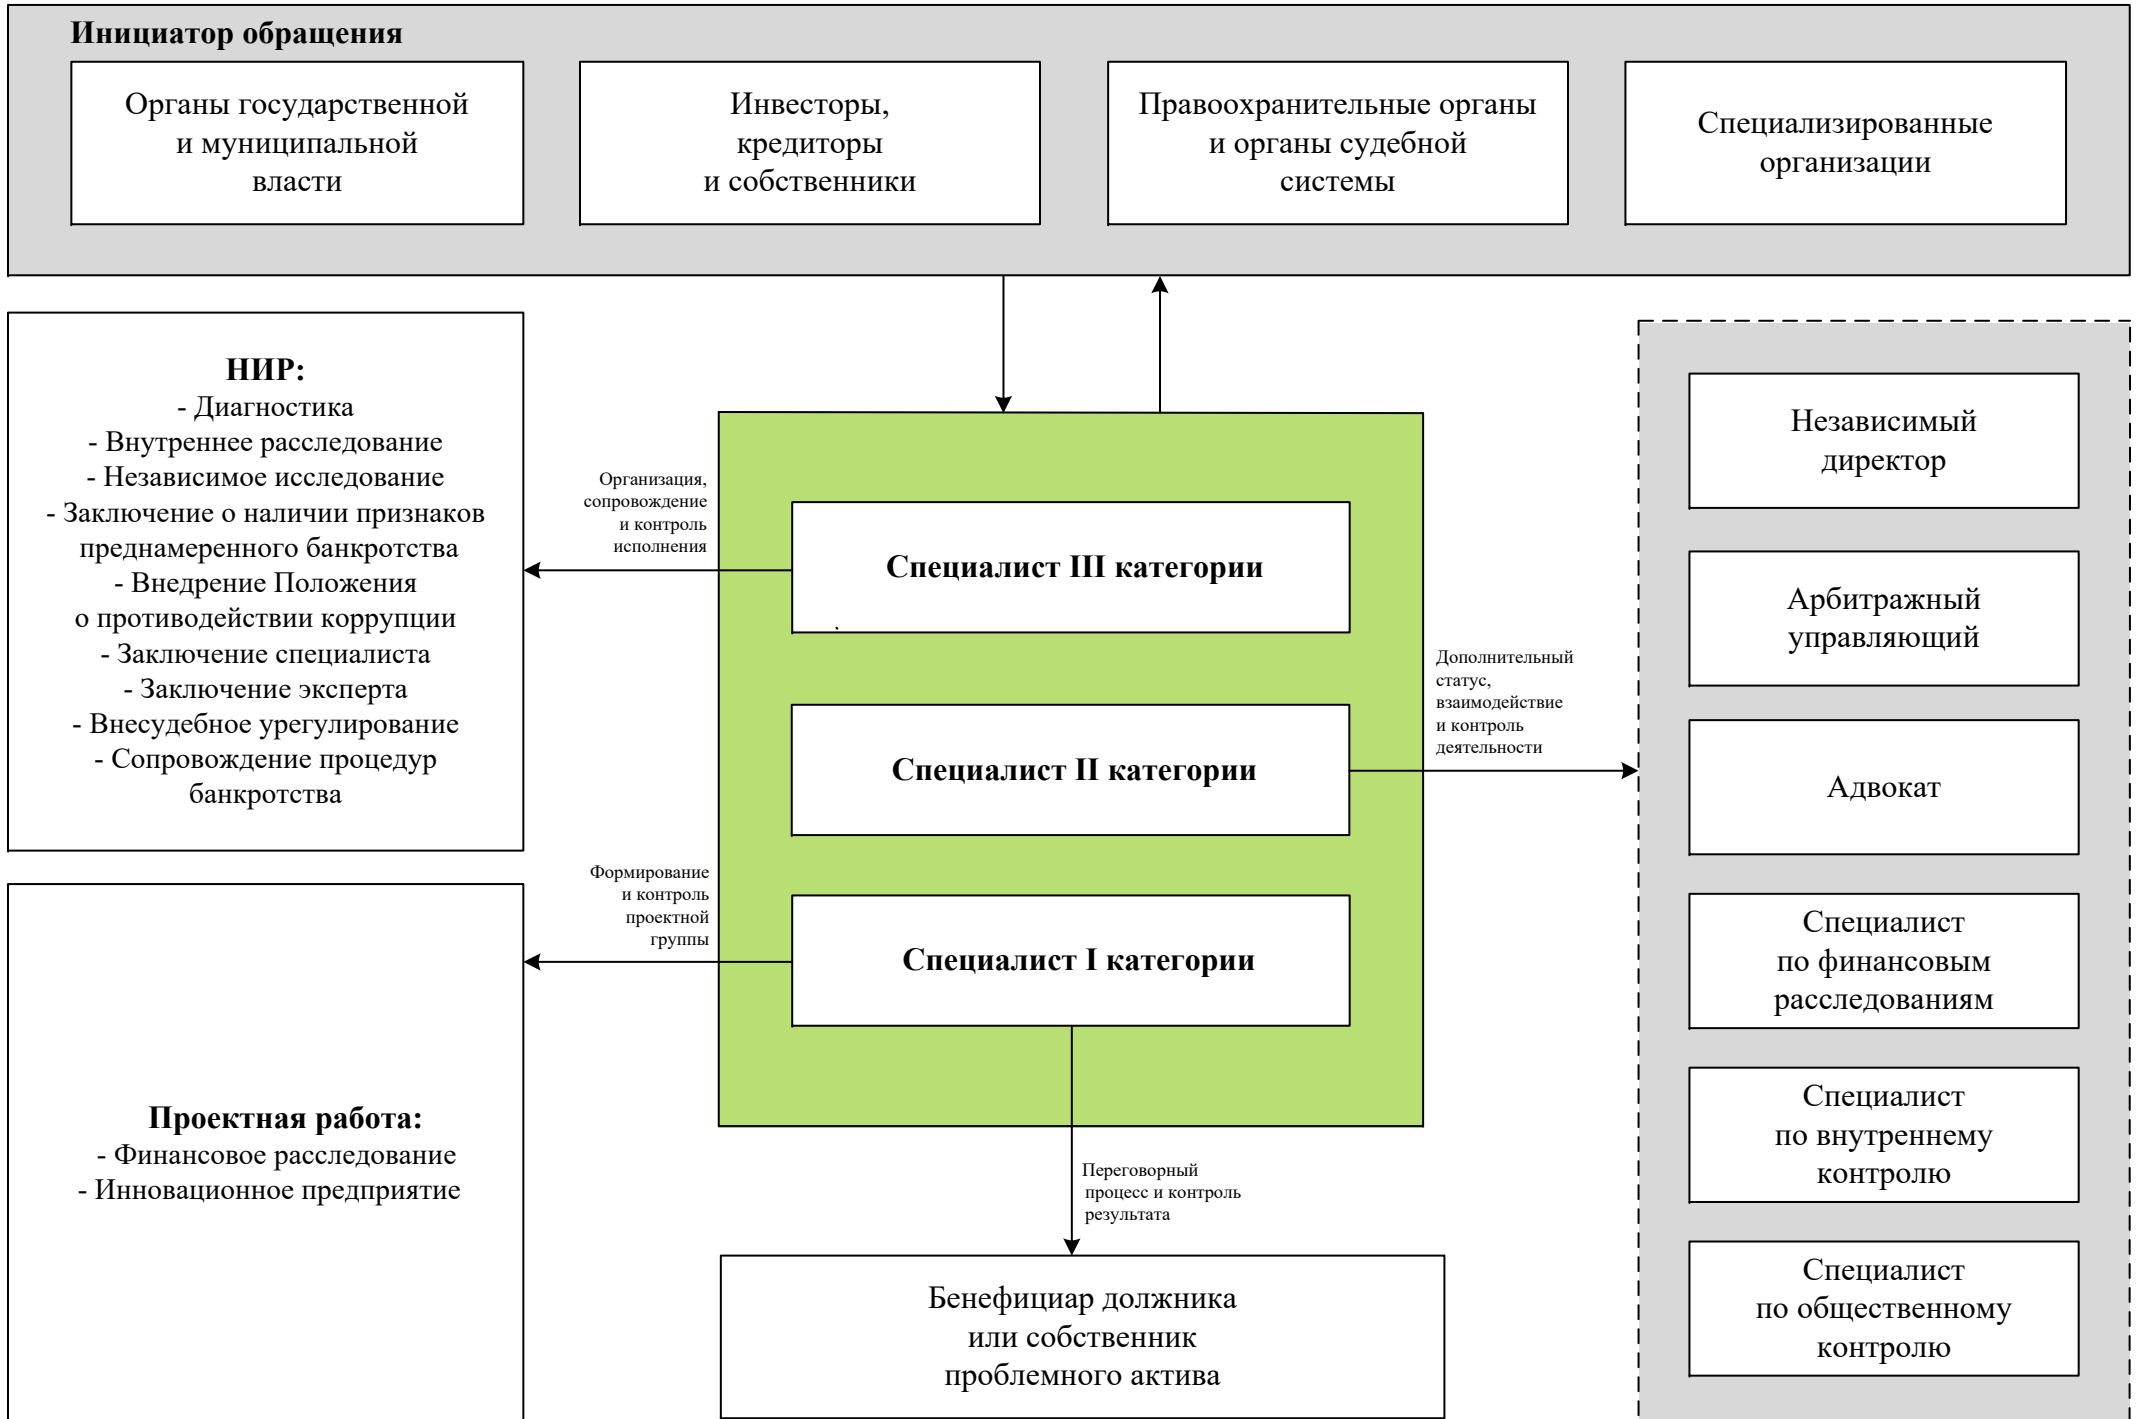 Инициатор обращения
Органы государственной
и муниципальной
власти
Инвесторы,
кредиторы
и собственники
Правоохранительные органы
и органы судебной
системы
Специализированные
организации
НИР:
- Диагностика
- Внутреннее расследование
- Независимое исследование
- Заключение о наличии признаков
преднамеренного банкротства
- Внедрение Положения
о противодействии коррупции
- Заключение специалиста
- Заключение эксперта
- Внесудебное урегулирование
- Сопровождение процедур
банкротства
Организация,
сопровождение
и контроль
исполнения
Специалист III категории
Специалист II категории
Специалист I категории
Дополнительный
статус,
взаимодействие
и контроль
деятельности
Формирование
и контроль
проектной
группы
Проектная работа:
- Финансовое расследование
- Инновационное предприятие
Переговорный
процесс и контроль
результата
Бенефициар должника
или собственник
проблемного актива
Независимый
директор
Арбитражный
управляющий
Адвокат
Специалист
по финансовым
расследованиям
Специалист
по внутреннему
контролю
Специалист
по общественному
контролю